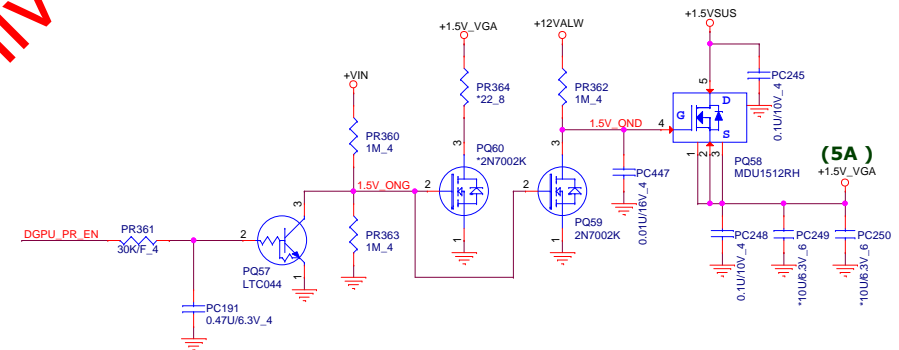 +1.5VSUS
+1.5V_VGA
+12VALW
PC245
0.1U/10V_4
+VIN
PR364
*22_8
PR362
1M_4
5
D
G
S
4
1.5V_OND
1
2
3
PR360
1M_4
3
PQ60
*2N7002K
3
PQ58
MDU1512RH
(5A )
+1.5V_VGA
PC447
0.01U/16V_4
1.5V_ONG
2
2
PQ59
2N7002K
1
1
3
DGPU_PR_EN
PR361
30K/F_4
2
PR363
1M_4
PC248
0.1U/10V_4
PC249
*10U/6.3V_6
PC250
*10U/6.3V_6
PQ57
LTC044
1
PC191
0.47U/6.3V_4